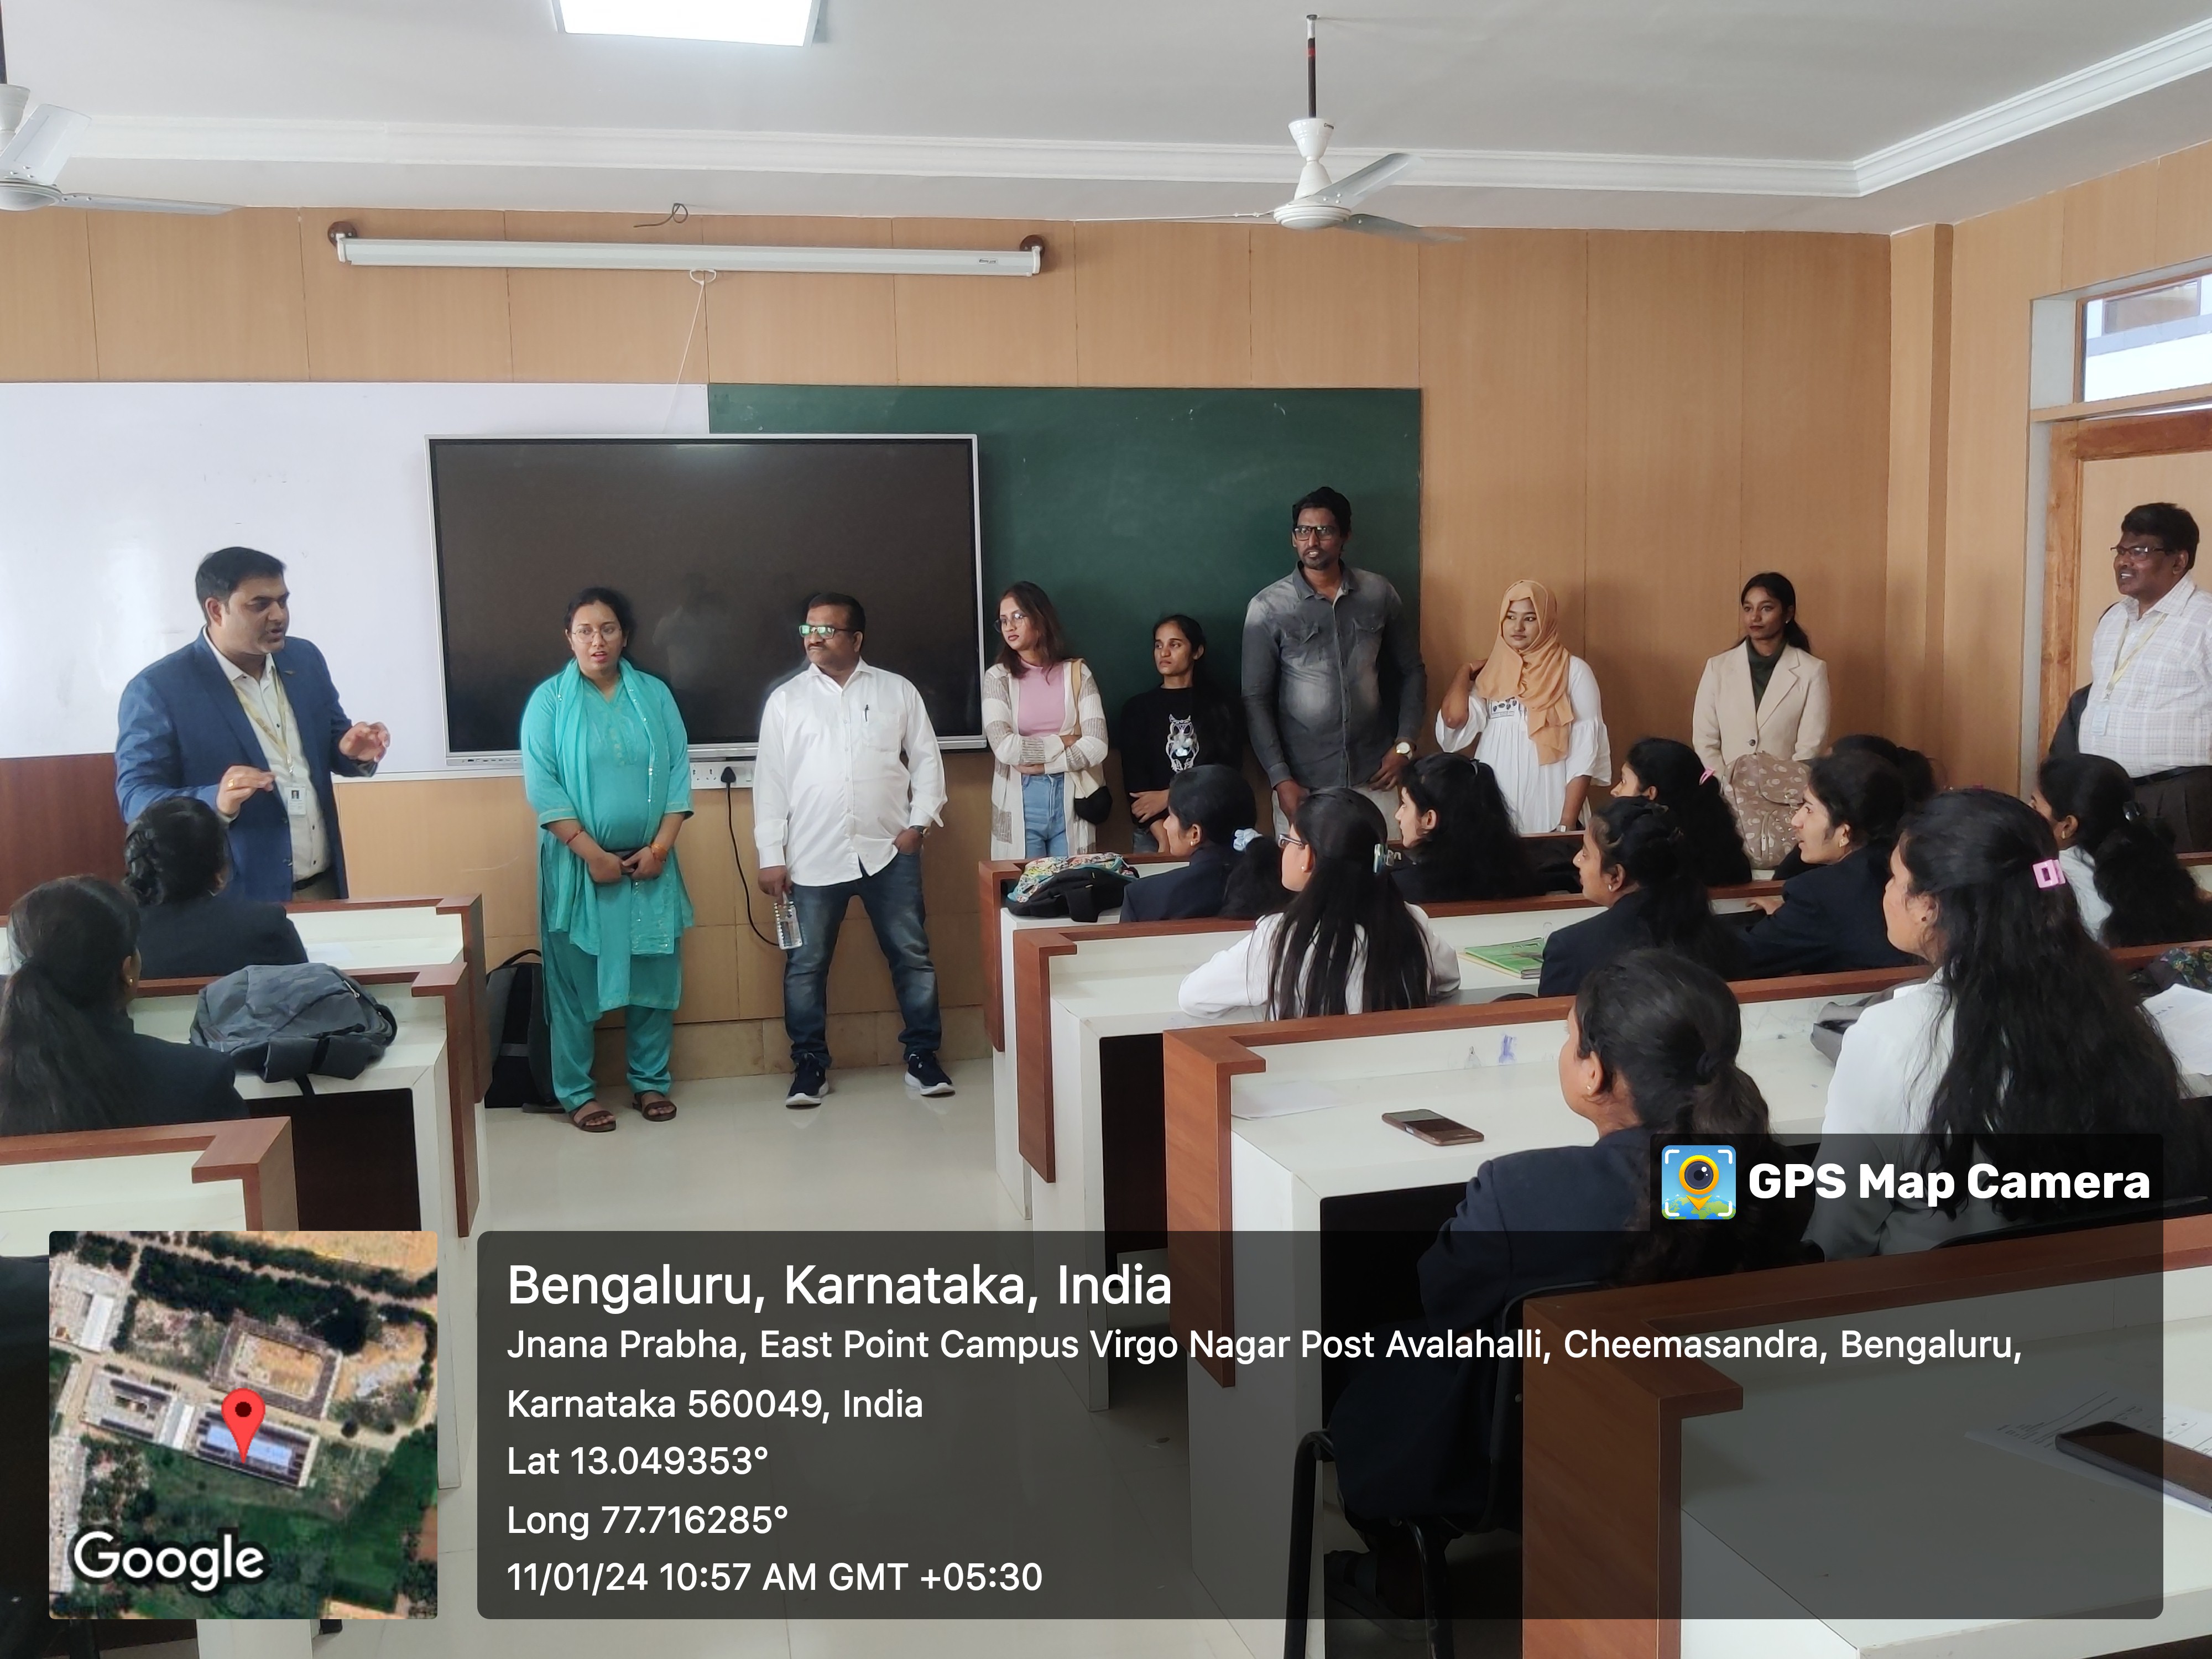 GPS Map Camera
Bengaluru, Karnataka, India
Jnana Prabha, East Point Campus Virgo Nagar Post Avalahalli, Cheemasandra, Bengaluru,
Karnataka 560049, India
Lat 13.049353°
Long 77.716285°
11/01/24 10:57 AM GMT +05:30
Google